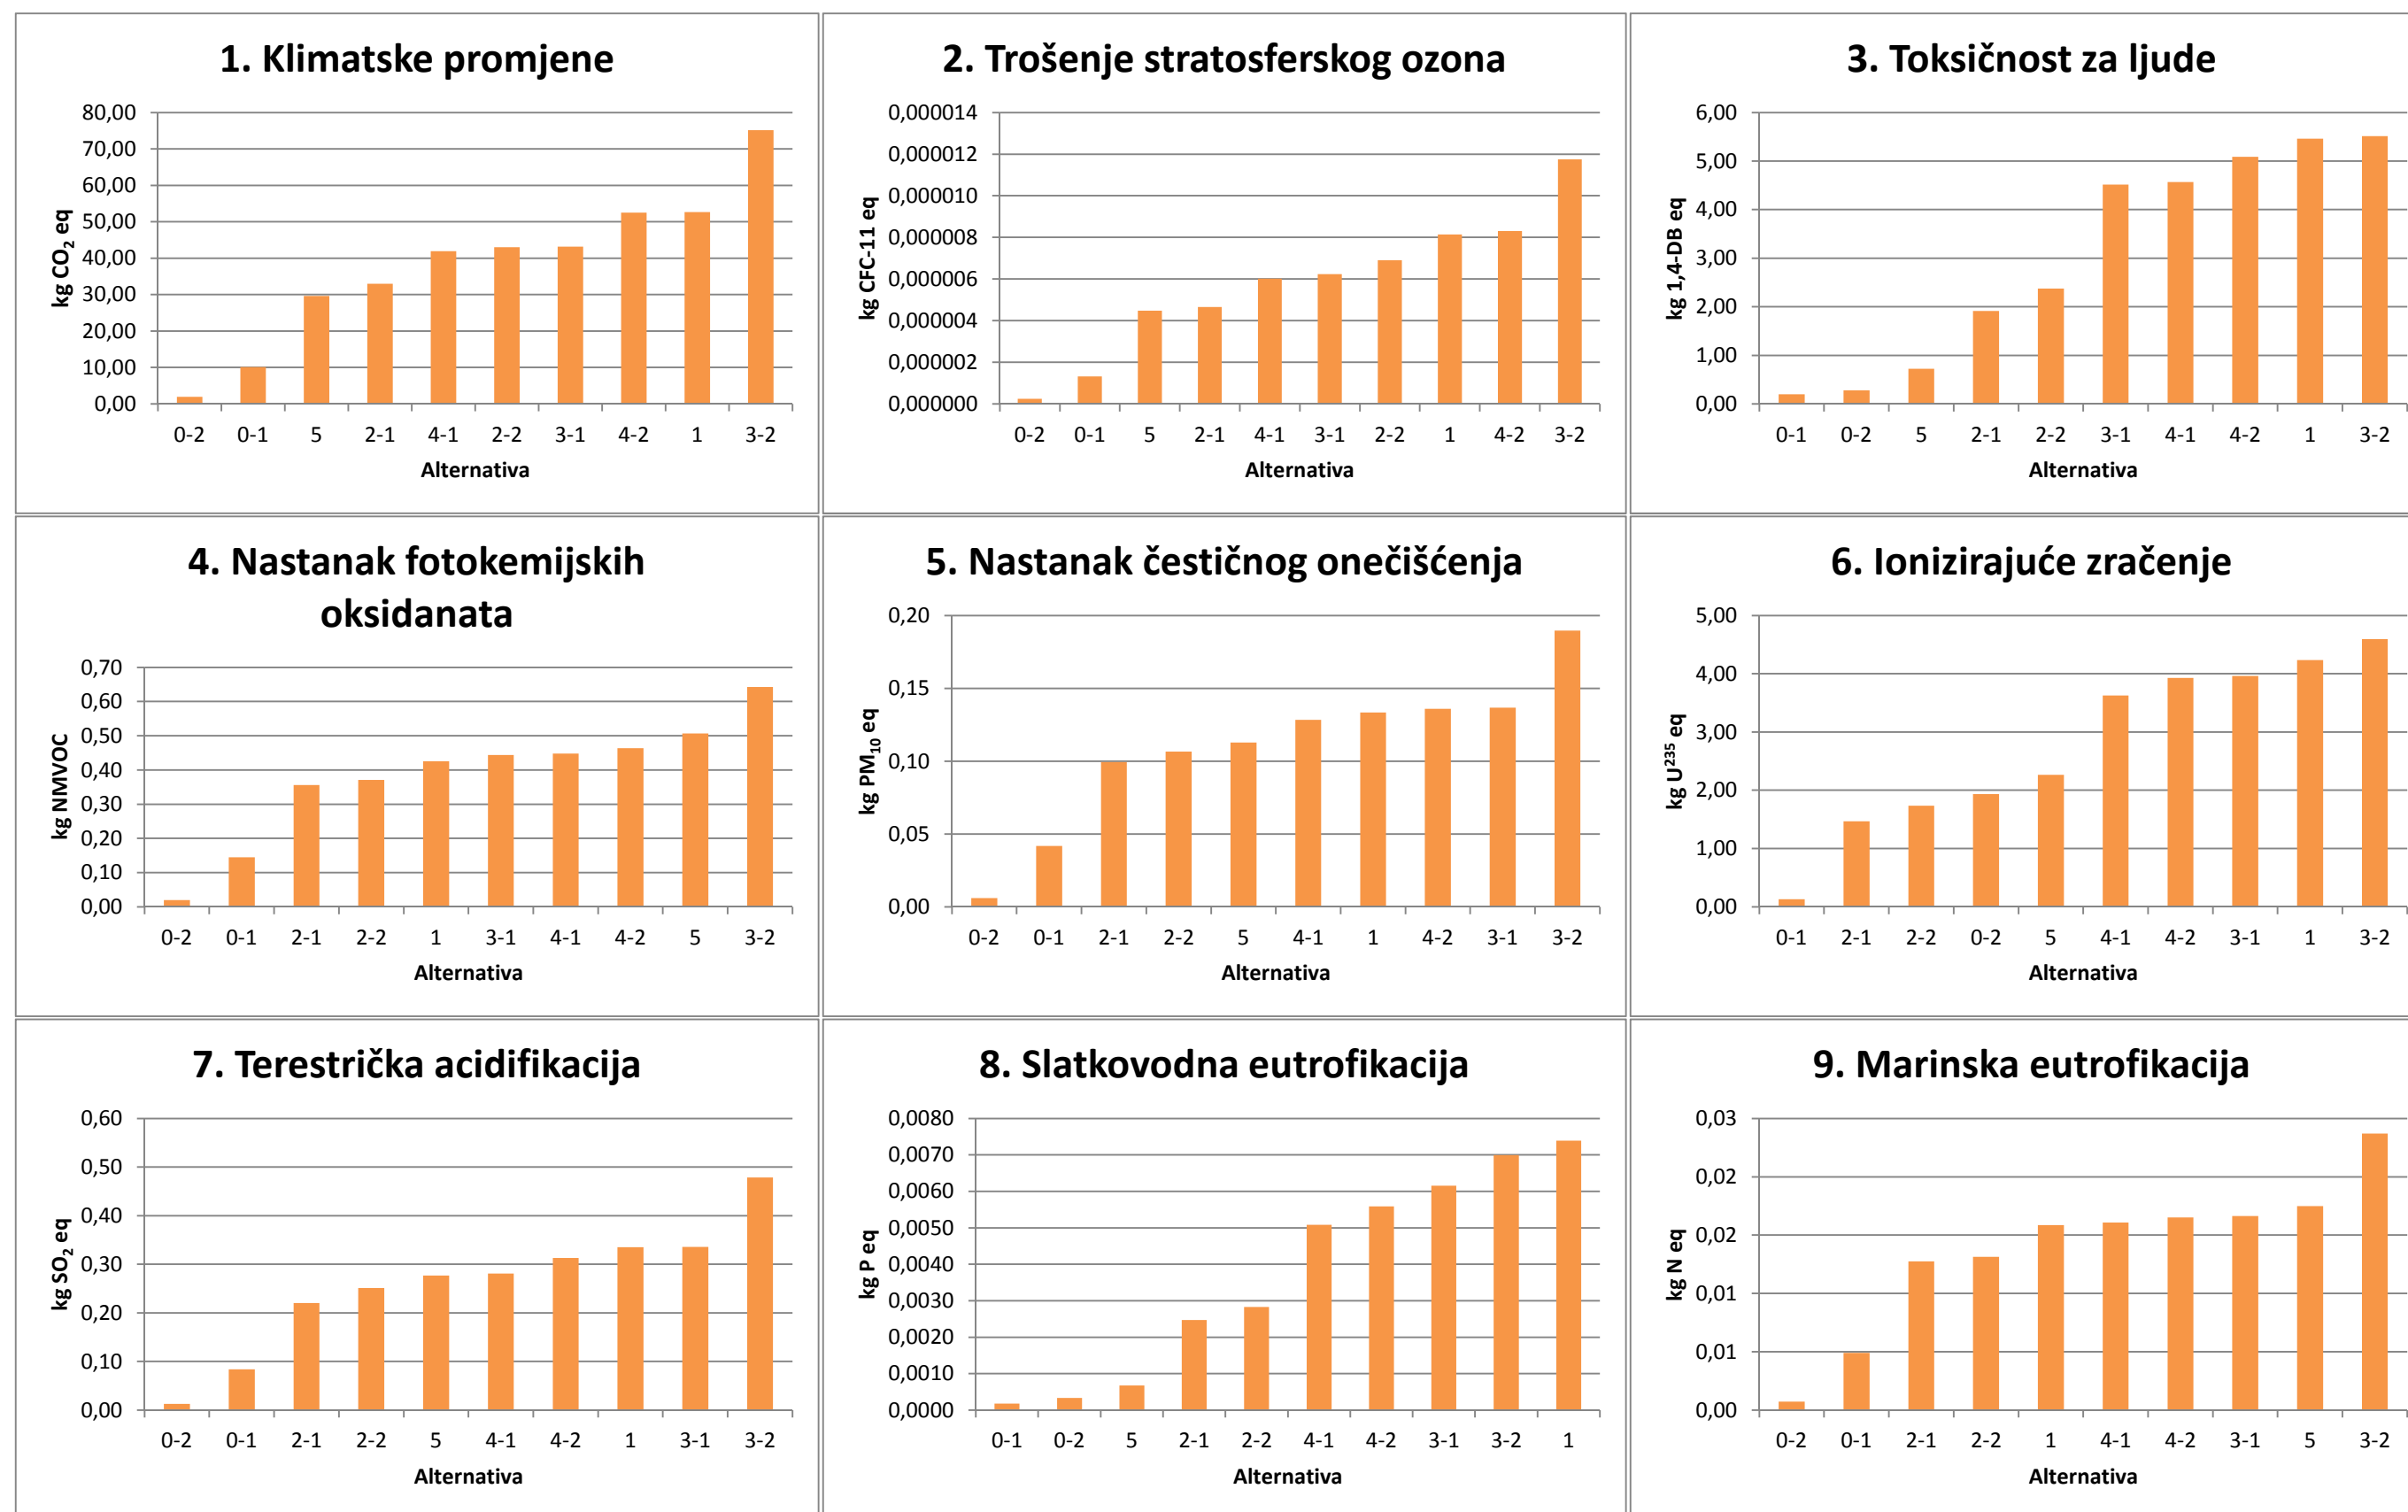 1. Klimatske promjene
kg CO₂ eq
80,00
70,00
60,00
50,00
40,00
30,00
20,00
10,00
0,00
0-2 0-1 5 2-1 4-1 2-2 3-1 4-2 1 3-2
Alternativa
2. Trošenje stratosferskog ozona
kg CFC-11 eq
0,000014
0,000012
0,000010
0,000008
0,000006
0,000004
0,000002
0,000000
0-2 0-1 5 2-1 4-1 3-1 2-2 1 4-2 3-2
Alternativa
3. Toksičnost za ljude
kg 1,4-DB eq
6,00
5,00
4,00
3,00
2,00
1,00
0,00
0-1 0-2 5 2-1 2-2 3-1 4-1 4-2 1 3-2
Alternativa
4. Nastanak fotokemijskih
oksidanata
kg NMVOC
0,70
0,60
0,50
0,40
0,30
0,20
0,10
0,00
0-2 0-1 2-1 2-2 1 3-1 4-1 4-2 5 3-2
Alternativa
5. Nastanak čestičnog onečišćenja
kg PM₁₀ eq
0,20
0,15
0,10
0,05
0,00
0-2 0-1 2-1 2-2 5 4-1 1 4-2 3-1 3-2
Alternativa
6. Ionizirajuće zračenje
kg U²³⁵ eq
5,00
4,00
3,00
2,00
1,00
0,00
0-1 2-1 2-2 0-2 5 4-1 4-2 3-1 1 3-2
Alternativa
7. Terestrička acidifikacija
kg SO₂ eq
0,60
0,50
0,40
0,30
0,20
0,10
0,00
0-2 0-1 2-1 2-2 5 4-1 4-2 1 3-1 3-2
Alternativa
8. Slatkovodna eutrofikacija
kg P eq
0,0080
0,0070
0,0060
0,0050
0,0040
0,0030
0,0020
0,0010
0,0000
0-1 0-2 5 2-1 2-2 4-1 4-2 3-1 3-2 1
Alternativa
9. Marinska eutrofikacija
kg N eq
0,03
0,02
0,02
0,01
0,01
0,00
0-2 0-1 2-1 2-2 1 4-1 4-2 3-1 5 3-2
Alternativa